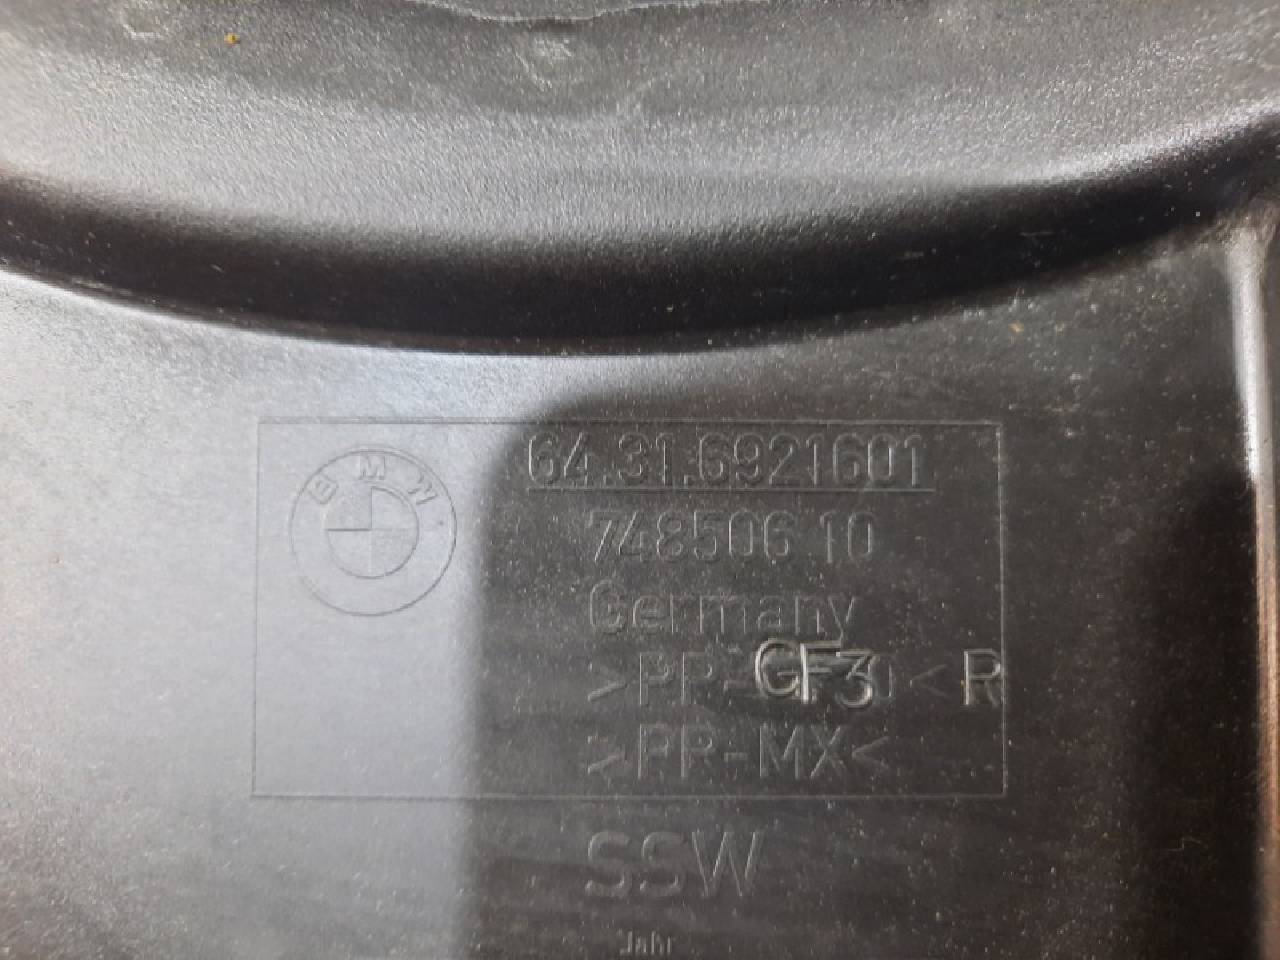 BMW
64.31.6921601
748506 10
Germany
>PP-GF30< R
>PP-MX<
SSW
Jahr